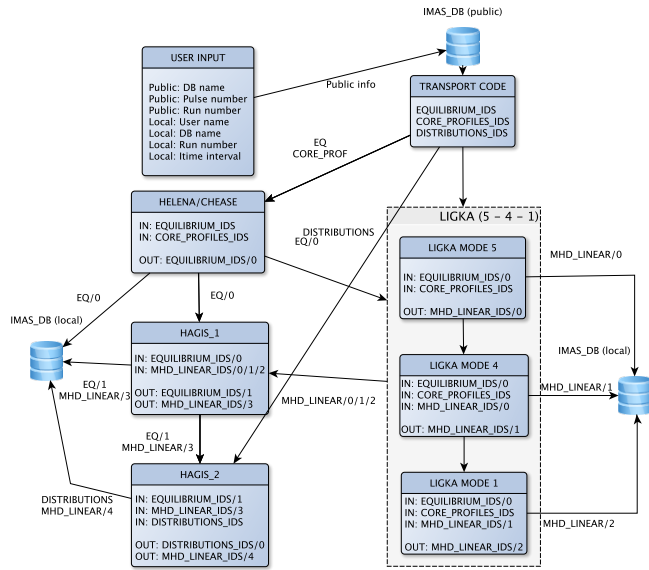 IMAS_DB (public)
USER INPUT
Public: DB name
Public: Pulse number
Public: Run number
Local: User name
Local: DB name
Local: Run number
Local: Itime interval
Public info
TRANSPORT CODE
EQUILIBRIUM_IDS
CORE_PROFILES_IDS
DISTRIBUTIONS_IDS
EQ
CORE_PROF
HELENA/CHEASE
IN: EQUILIBRIUM_IDS
IN: CORE_PROFILES_IDS
OUT: EQUILIBRIUM_IDS/0
DISTRIBUTIONS
EQ/0
LIGKA (5 – 4 – 1)
LIGKA MODE 5
IN: EQUILIBRIUM_IDS/0
IN: CORE_PROFILES_IDS
OUT: MHD_LINEAR_IDS/0
MHD_LINEAR/0
EQ/0
EQ/0
IMAS_DB (local)
HAGIS_1
IN: EQUILIBRIUM_IDS/0
IN: MHD_LINEAR_IDS/0/1/2
OUT: EQUILIBRIUM_IDS/1
OUT: MHD_LINEAR_IDS/3
EQ/1
MHD_LINEAR/3
MHD_LINEAR/0/1/2
LIGKA MODE 4
IN: EQUILIBRIUM_IDS/0
IN: CORE_PROFILES_IDS
IN: MHD_LINEAR_IDS/0
OUT: MHD_LINEAR_IDS/1
IMAS_DB (local)
MHD_LINEAR/1
EQ/1
MHD_LINEAR/3
HAGIS_2
IN: EQUILIBRIUM_IDS/1
IN: MHD_LINEAR_IDS/3
IN: DISTRIBUTIONS_IDS
OUT: DISTRIBUTIONS_IDS/0
OUT: MHD_LINEAR_IDS/4
DISTRIBUTIONS
MHD_LINEAR/4
LIGKA MODE 1
IN: EQUILIBRIUM_IDS/0
IN: CORE_PROFILES_IDS
IN: MHD_LINEAR_IDS/1
OUT: MHD_LINEAR_IDS/2
MHD_LINEAR/2